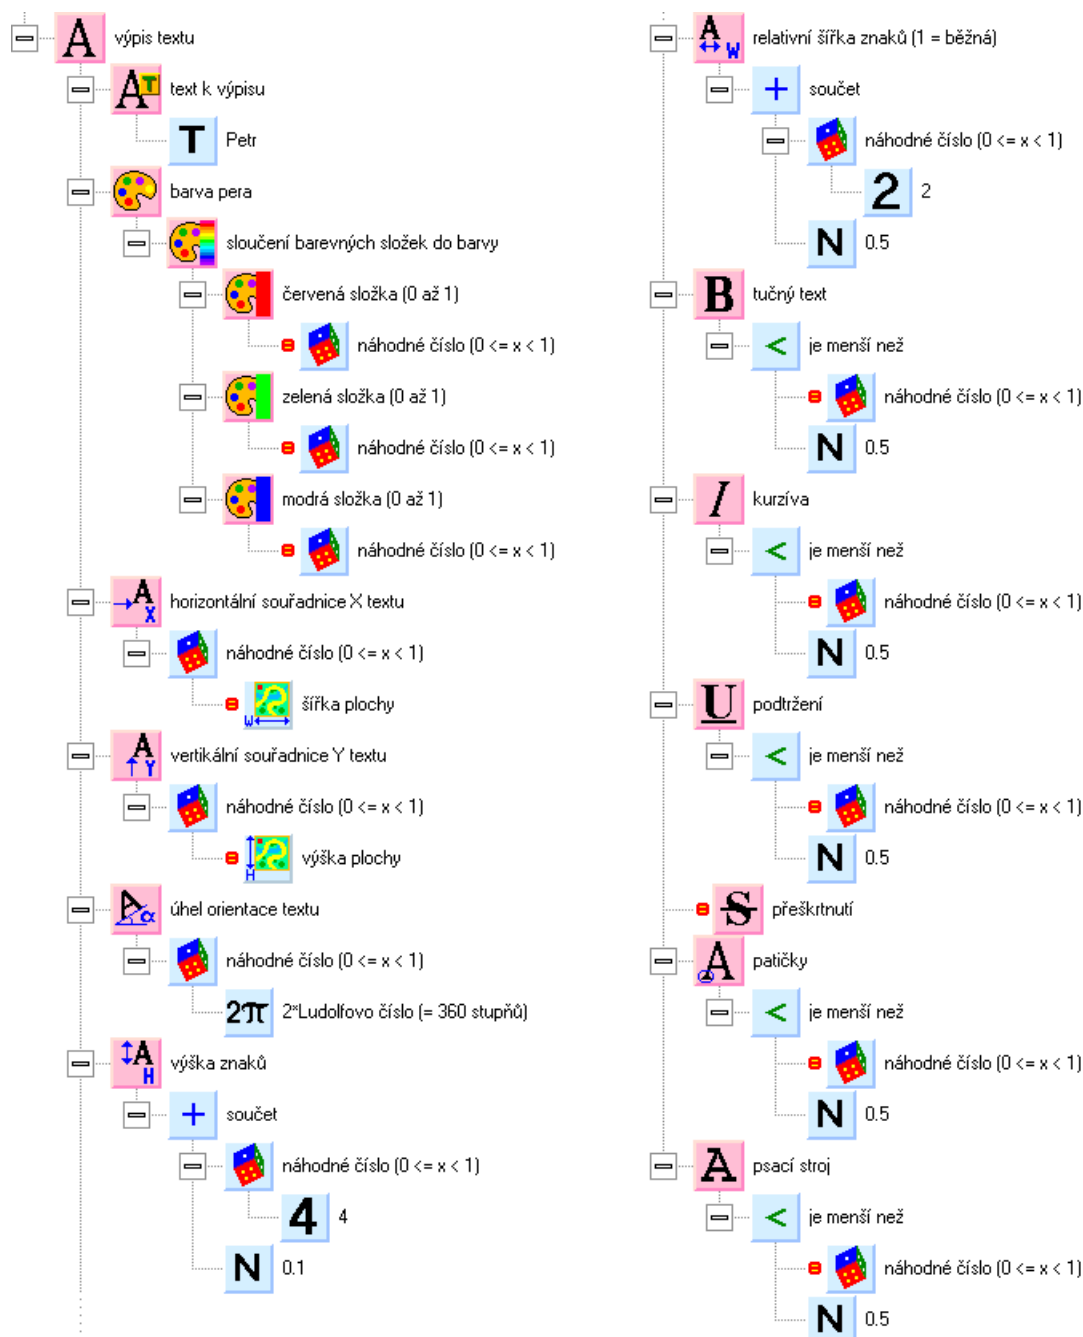 výpis textu
text k výpisu
T Petr
barva pera
sloučení barevných složek do barvy
červená složka (0 až 1)
náhodné číslo (0 <= x < 1)
zelená složka (0 až 1)
náhodné číslo (0 <= x < 1)
modrá složka (0 až 1)
náhodné číslo (0 <= x < 1)
horizontální souřadnice X textu
náhodné číslo (0 <= x < 1)
šířka plochy
vertikální souřadnice Y textu
náhodné číslo (0 <= x < 1)
výška plochy
úhel orientace textu
náhodné číslo (0 <= x < 1)
2π 2*Ludolfovo číslo (= 360 stupňů)
výška znaků
součet
náhodné číslo (0 <= x < 1)
4 4
N 0.1
relativní šířka znaků (1 = běžná)
součet
náhodné číslo (0 <= x < 1)
2 2
N 0.5
B tučný text
je menší než
náhodné číslo (0 <= x < 1)
N 0.5
I kurzíva
je menší než
náhodné číslo (0 <= x < 1)
N 0.5
U podtržení
je menší než
náhodné číslo (0 <= x < 1)
N 0.5
S přeškrtnutí
A patičky
je menší než
náhodné číslo (0 <= x < 1)
N 0.5
A psací stroj
je menší než
náhodné číslo (0 <= x < 1)
N 0.5